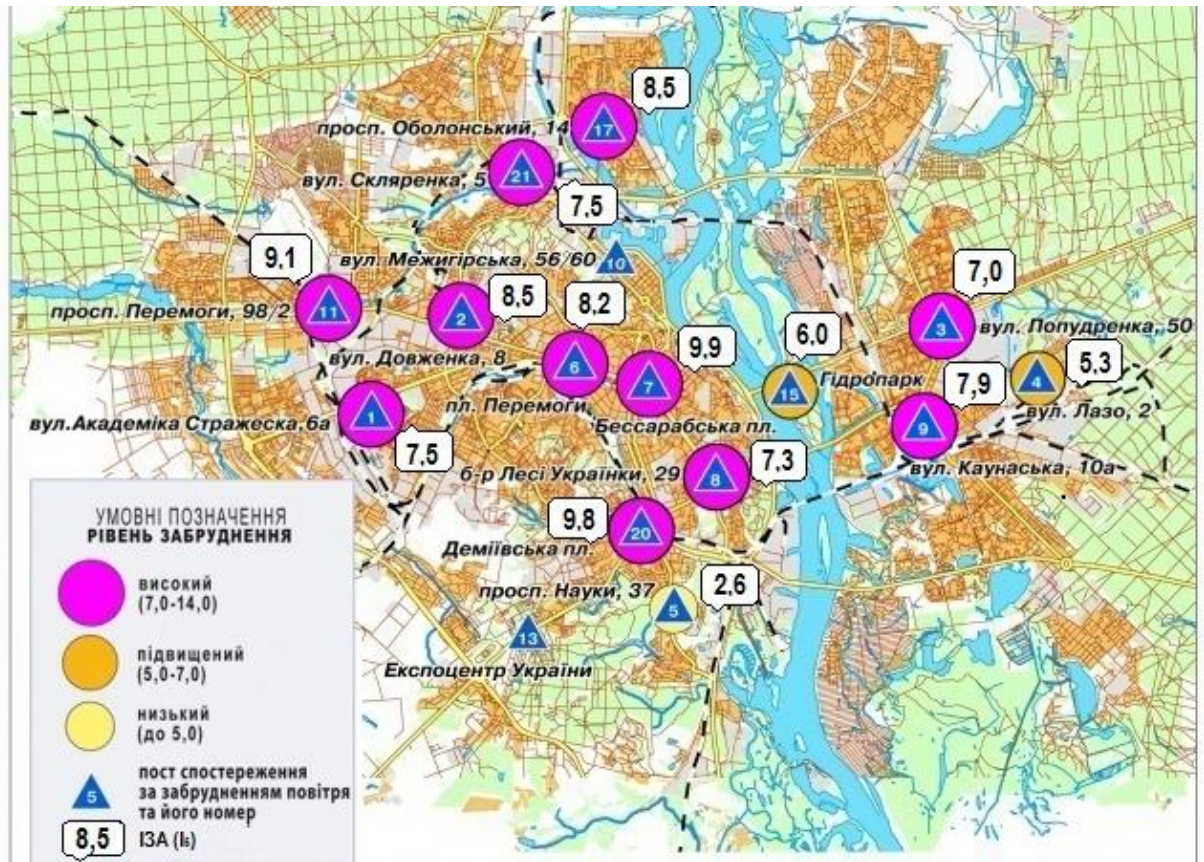 8,5
просп. Оболонський, 14
17
вул. Скляренка, 5
21
7,5
9,1
вул. Межигірська, 56/60
10
просп. Перемоги, 98/2
11
2
8,5
8,2
7,0
3
вул. Попудренка, 50
вул. Довженка, 8
6
9,9
6,0
7
15
Гідропарк
7,9
4
5,3
вул. Лазо, 2
пл. Перемоги
Бессарабська пл.
вул.Академіка Стражеска,6а
1
7,5
9
вул. Каунаська, 10а
б-р Лесі Українки, 29
8
7,3
9,8
20
Деміївська пл.
просп. Науки, 37
5
2,6
13
Експоцентр України
УМОВНІ ПОЗНАЧЕННЯ
РІВЕНЬ ЗАБРУДНЕННЯ
високий
(7,0-14,0)
підвищений
(5,0-7,0)
низький
(до 5,0)
5
пост спостереження
за забрудненням повітря
та його номер
8,5
ІЗА (I₅)